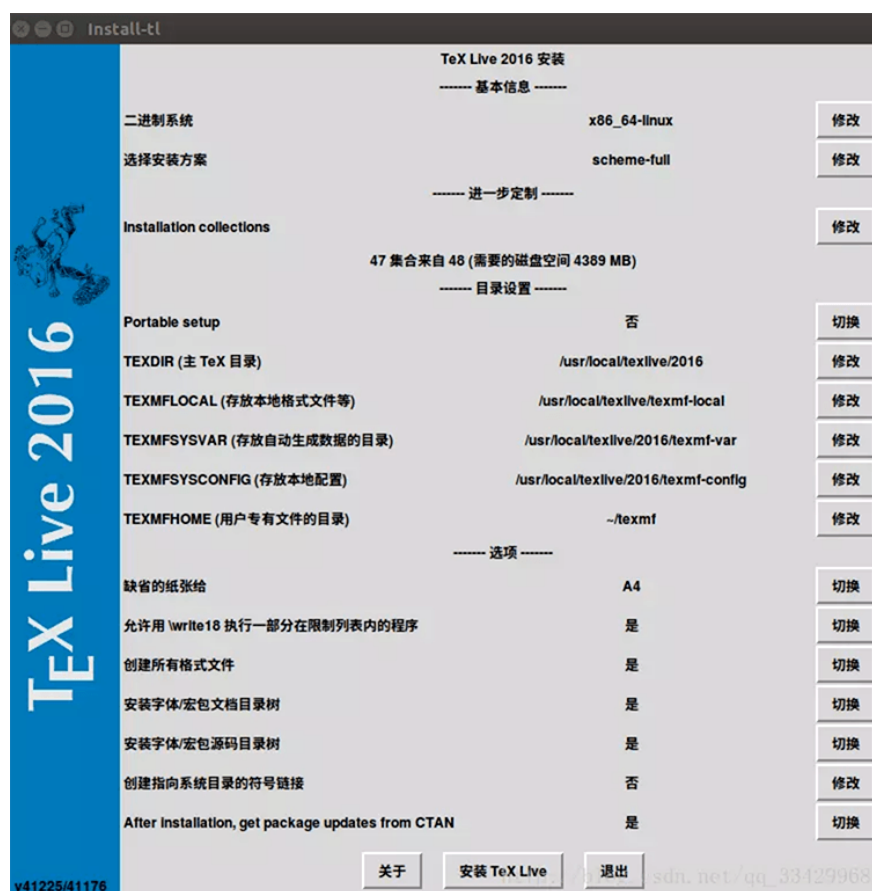 Install-tl
TeX Live 2016 安装
------- 基本信息 -------
二进制系统 x86_64-linux 修改
选择安装方案 scheme-full 修改
------- 进一步定制 -------
Installation collections 修改
47 集合来自 48 (需要的磁盘空间 4389 MB)
------- 目录设置 -------
Portable setup 否 切换
TEXDIR (主 TeX 目录) /usr/local/texlive/2016 修改
TEXMFLOCAL (存放本地格式文件等) /usr/local/texlive/texmf-local 修改
TEXMFSYSVAR (存放自动生成数据的目录) /usr/local/texlive/2016/texmf-var 修改
TEXMFSYSCONFIG (存放本地配置) /usr/local/texlive/2016/texmf-config 修改
TEXMFHOME (用户专有文件的目录) ~/texmf 修改
------- 选项 -------
缺省的纸张给 A4 切换
允许用 \write18 执行一部分在限制列表内的程序 是 切换
创建所有格式文件 是 切换
安装字体/宏包文档目录树 是 切换
安装字体/宏包源码目录树 是 切换
创建指向系统目录的符号链接 否 修改
After installation, get package updates from CTAN 是 切换
关于 安装 TeX Live 退出
TEX Live 2016
v41225/41176
sdn.net/qq_33429968